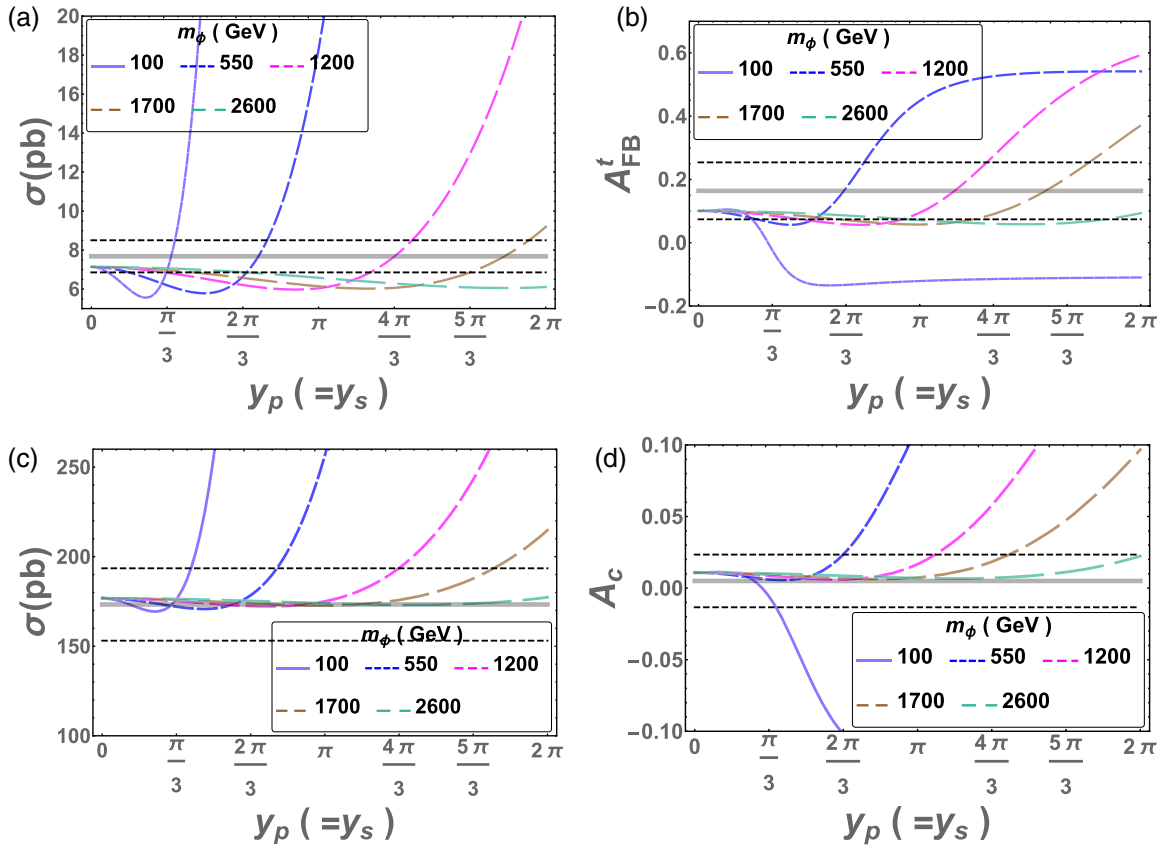 (a)
σ(pb)
20
18
16
14
12
10
8
6
m_ϕ ( GeV )
100 550 1200
1700 2600
0 π/3 2π/3 π 4π/3 5π/3 2π
y_p ( =y_s )
(b)
A^t_FB
0.6
0.4
0.2
0.0
−0.2
m_ϕ ( GeV )
100 550 1200
1700 2600
0 π/3 2π/3 π 4π/3 5π/3 2π
y_p ( =y_s )
(c)
σ(pb)
250
200
150
100
m_ϕ ( GeV )
100 550 1200
1700 2600
0 π/3 2π/3 π 4π/3 5π/3 2π
y_p ( =y_s )
(d)
A_c
0.10
0.05
0.00
−0.05
−0.10
m_ϕ ( GeV )
100 550 1200
1700 2600
0 π/3 2π/3 π 4π/3 5π/3 2π
y_p ( =y_s )